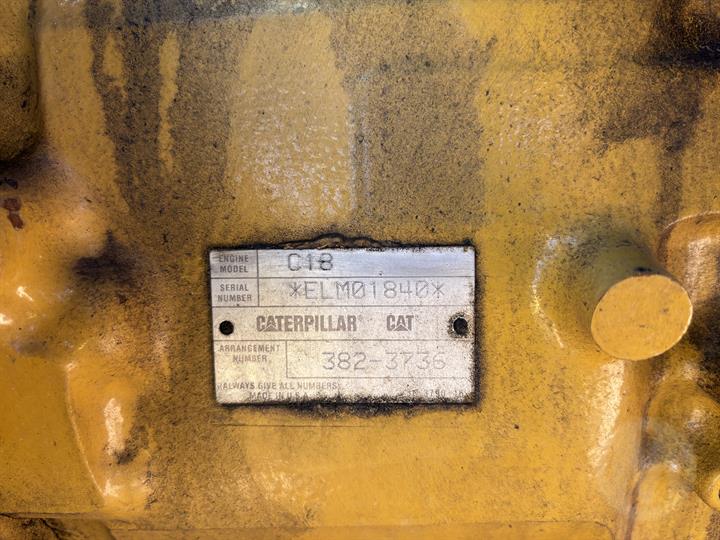 ENGINE MODEL C18
SERIAL NUMBER *ELM01840*
CATERPILLAR® CAT®
ARRANGEMENT NUMBER 382-3736
ALWAYS GIVE ALL NUMBERS
MADE IN U.S.A.